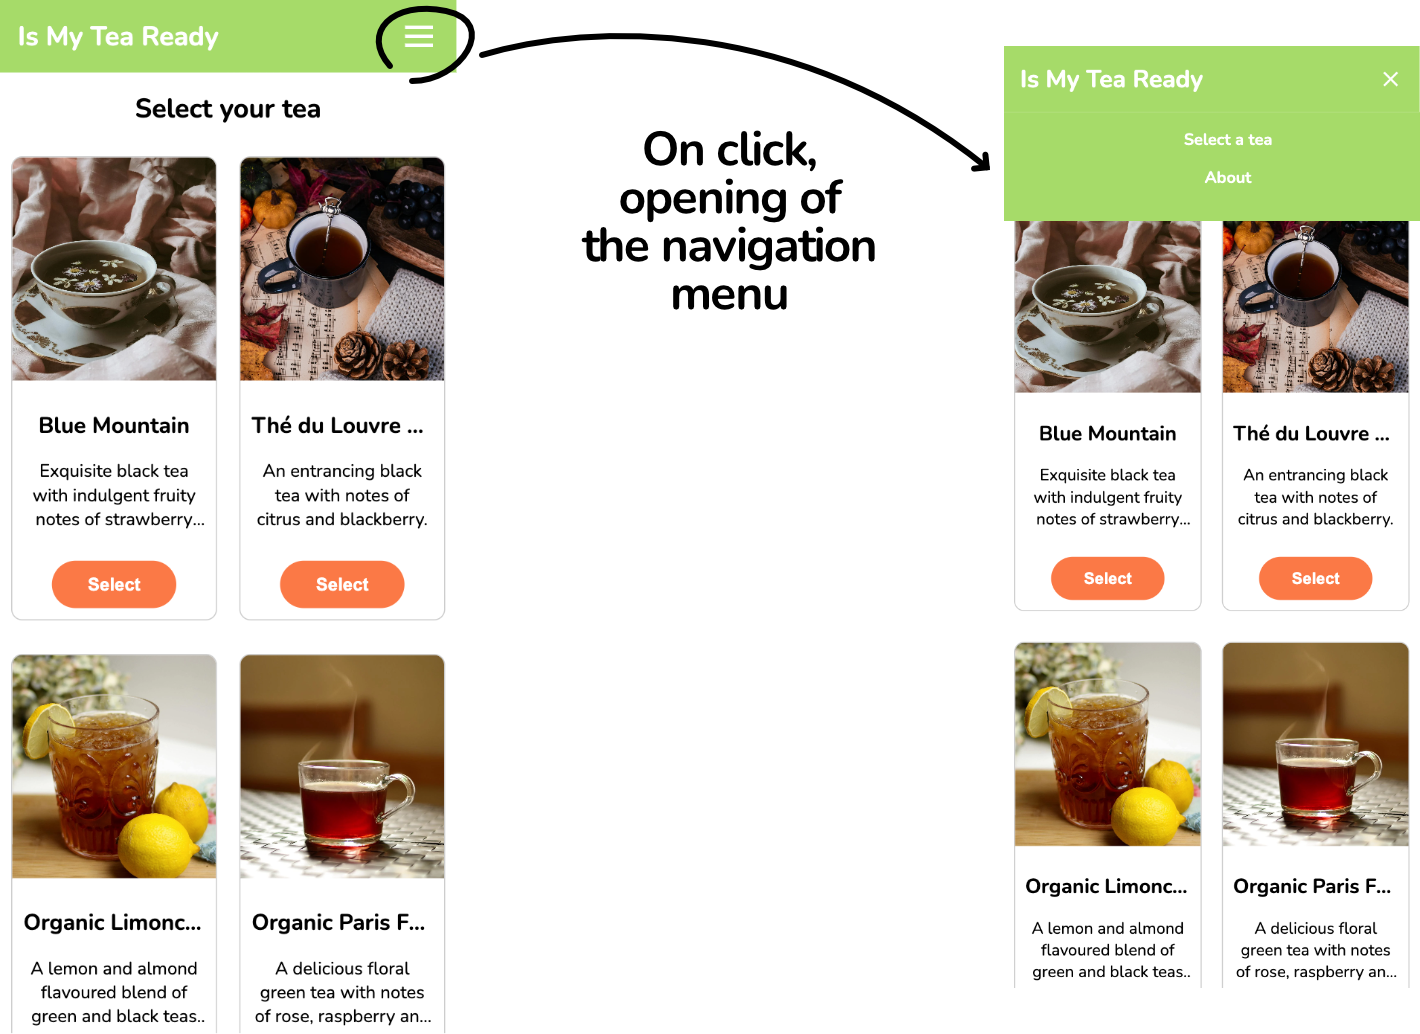 Is My Tea Ready
Select your tea
Blue Mountain
Exquisite black tea
with indulgent fruity
notes of strawberry...
Select
Thé du Louvre ...
An entrancing black
tea with notes of
citrus and blackberry.
Select
Organic Limonc...
A lemon and almond
flavoured blend of
green and black teas..
Organic Paris F...
A delicious floral
green tea with notes
of rose, raspberry an...
On click,
opening of
the navigation
menu
Is My Tea Ready
Select a tea
About
Blue Mountain
Exquisite black tea
with indulgent fruity
notes of strawberry...
Select
Thé du Louvre ...
An entrancing black
tea with notes of
citrus and blackberry.
Select
Organic Limonc...
A lemon and almond
flavoured blend of
green and black teas..
Organic Paris F...
A delicious floral
green tea with notes
of rose, raspberry an...